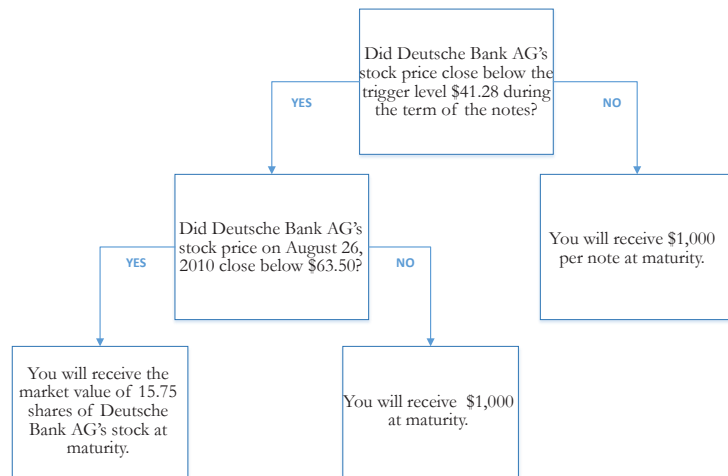 Did Deutsche Bank AG's
stock price close below the
trigger level $41.28 during
the term of the notes?
YES
NO
Did Deutsche Bank AG's
stock price on August 26,
2010 close below $63.50?
You will receive $1,000
per note at maturity.
YES
NO
You will receive the
market value of 15.75
shares of Deutsche
Bank AG's stock at
maturity.
You will receive $1,000
at maturity.